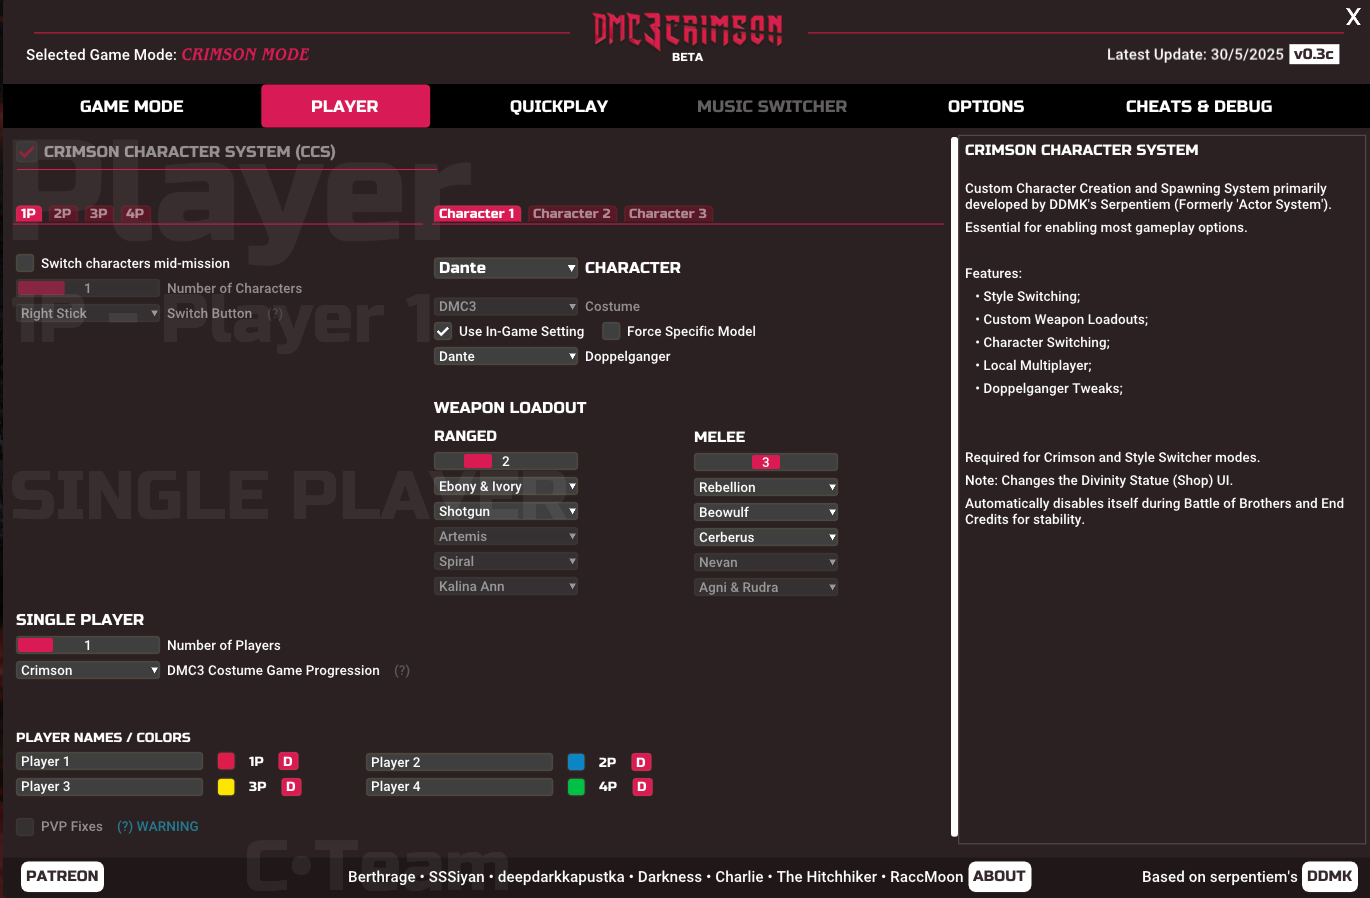 X
DMC3CRIMSON
BETA
Selected Game Mode: CRIMSON MODE
Latest Update: 30/5/2025 v0.3c
GAME MODE PLAYER QUICKPLAY MUSIC SWITCHER OPTIONS CHEATS & DEBUG
Player
CRIMSON CHARACTER SYSTEM (CCS)
1P 2P 3P 4P
Switch characters mid-mission
1 Number of Characters
Right Stick Switch Button (?)
1P - Player 1
Character 1 Character 2 Character 3
Dante CHARACTER
DMC3 Costume
Use In-Game Setting Force Specific Model
Dante Doppelganger
WEAPON LOADOUT
RANGED
2
Ebony & Ivory
Shotgun
Artemis
Spiral
Kalina Ann
MELEE
3
Rebellion
Beowulf
Cerberus
Nevan
Agni & Rudra
SINGLE PLAYER
SINGLE PLAYER
1 Number of Players
Crimson DMC3 Costume Game Progression (?)
PLAYER NAMES / COLORS
Player 1 1P D Player 2 2P D
Player 3 3P D Player 4 4P D
PVP Fixes (?) WARNING
CRIMSON CHARACTER SYSTEM
Custom Character Creation and Spawning System primarily
developed by DDMK's Serpentiem (Formerly 'Actor System').
Essential for enabling most gameplay options.
Features:
• Style Switching;
• Custom Weapon Loadouts;
• Character Switching;
• Local Multiplayer;
• Doppelganger Tweaks;
Required for Crimson and Style Switcher modes.
Note: Changes the Divinity Statue (Shop) UI.
Automatically disables itself during Battle of Brothers and End
Credits for stability.
C•Team
PATREON Berthrage • SSSiyan • deepdarkkapustka • Darkness • Charlie • The Hitchhiker • RaccMoon ABOUT Based on serpentiem's DDMK